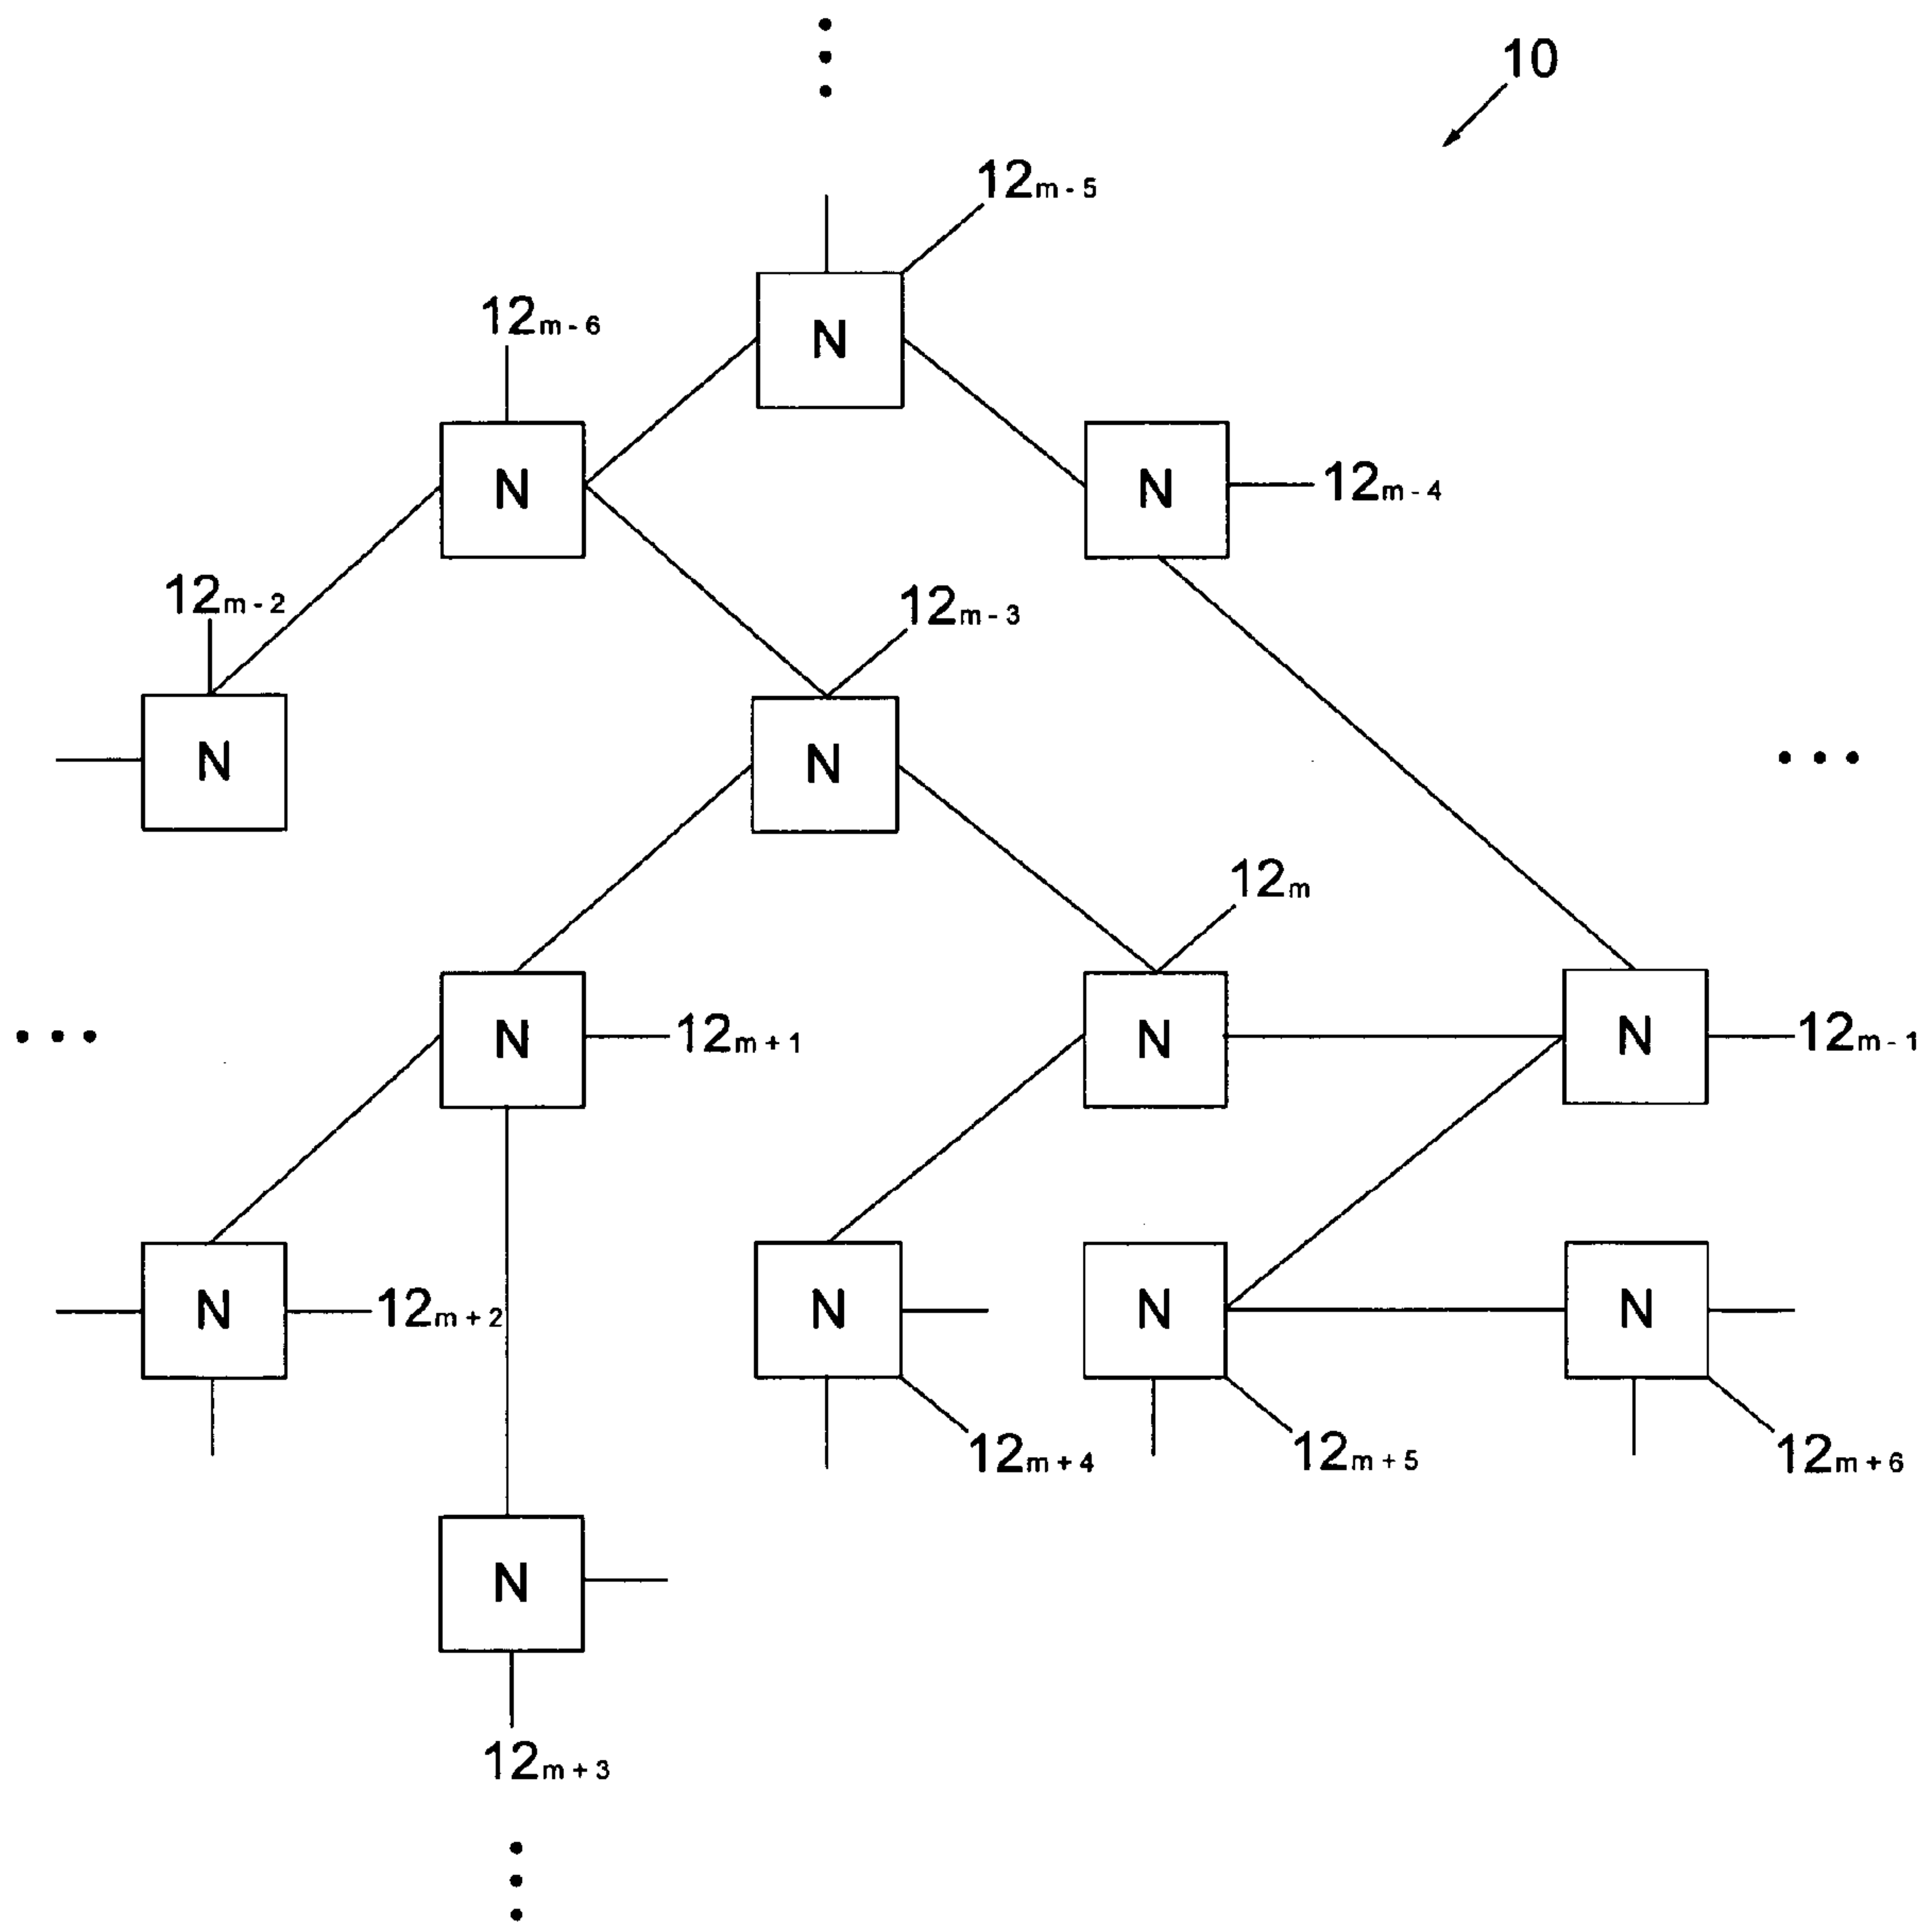 10
12m - 5
12m - 6
N
N
N
12m - 4
12m - 2
12m - 3
N
N
12m
N
12m + 1
N
N
12m - 1
N
12m + 2
N
N
N
12m + 4
12m + 5
12m + 6
N
12m + 3